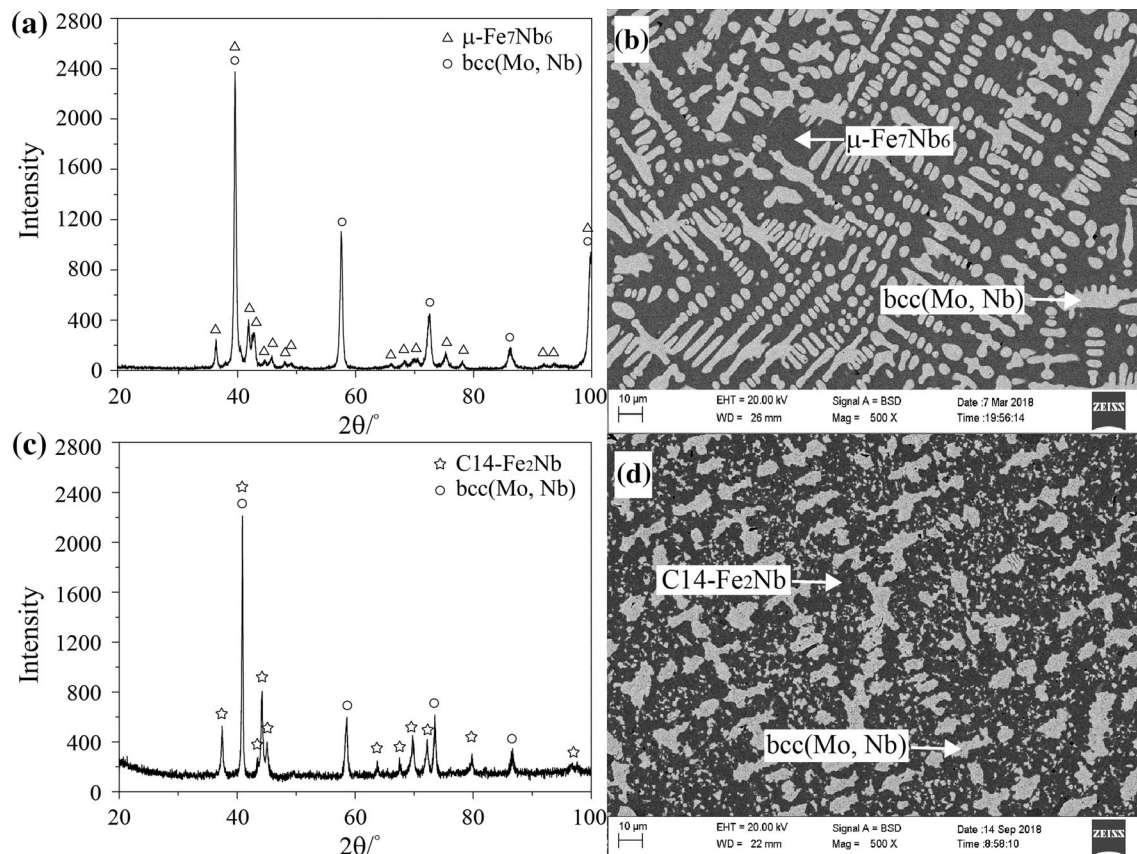 (a)
2800
2400
2000
1600
1200
800
400
0
Intensity
μ-Fe7Nb6
bcc(Mo, Nb)
20 40 60 80 100
2θ/°
(b)
μ-Fe7Nb6
bcc(Mo, Nb)
10 µm
EHT = 20.00 kV Signal A = BSD Date :7 Mar 2018
WD = 26 mm Mag = 500 X Time :19:56:14
ZEISS
(c)
2800
2400
2000
1600
1200
800
400
0
Intensity
C14-Fe2Nb
bcc(Mo, Nb)
20 40 60 80 100
2θ/°
(d)
C14-Fe2Nb
bcc(Mo, Nb)
10 µm
EHT = 20.00 kV Signal A = BSD Date :14 Sep 2018
WD = 22 mm Mag = 500 X Time :8:58:10
ZEISS